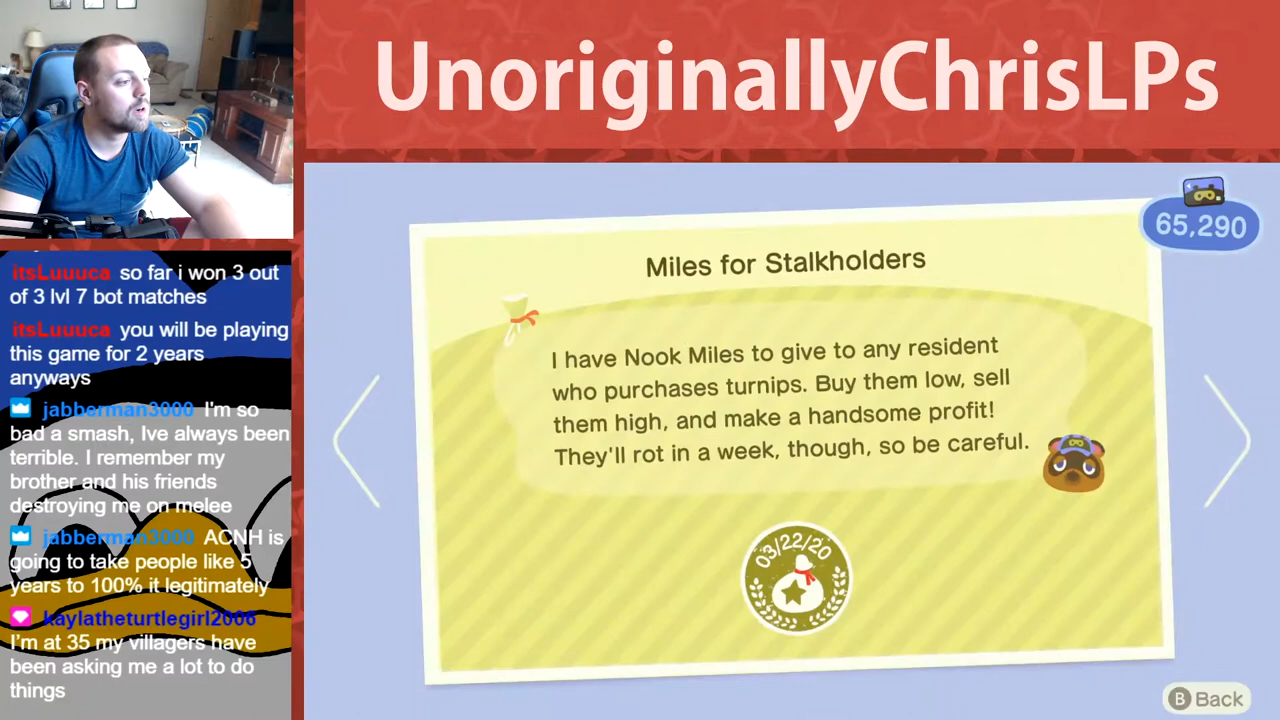 UnoriginallyChrisLPs
itsLuuuca so far i won 3 out
of 3 lvl 7 bot matches
itsLuuuca you will be playing
this game for 2 years
anyways
jabberman3000 I'm so
bad a smash, Ive always been
terrible. I remember my
brother and his friends
destroying me on melee
jabberman3000 ACNH is
going to take people like 5
years to 100% it legitimately
kaylatheturtlegirl2006
I'm at 35 my villagers have
been asking me a lot to do
things
65,290
Miles for Stalkholders
I have Nook Miles to give to any resident
who purchases turnips. Buy them low, sell
them high, and make a handsome profit!
They'll rot in a week, though, so be careful.
03/22/20
B Back